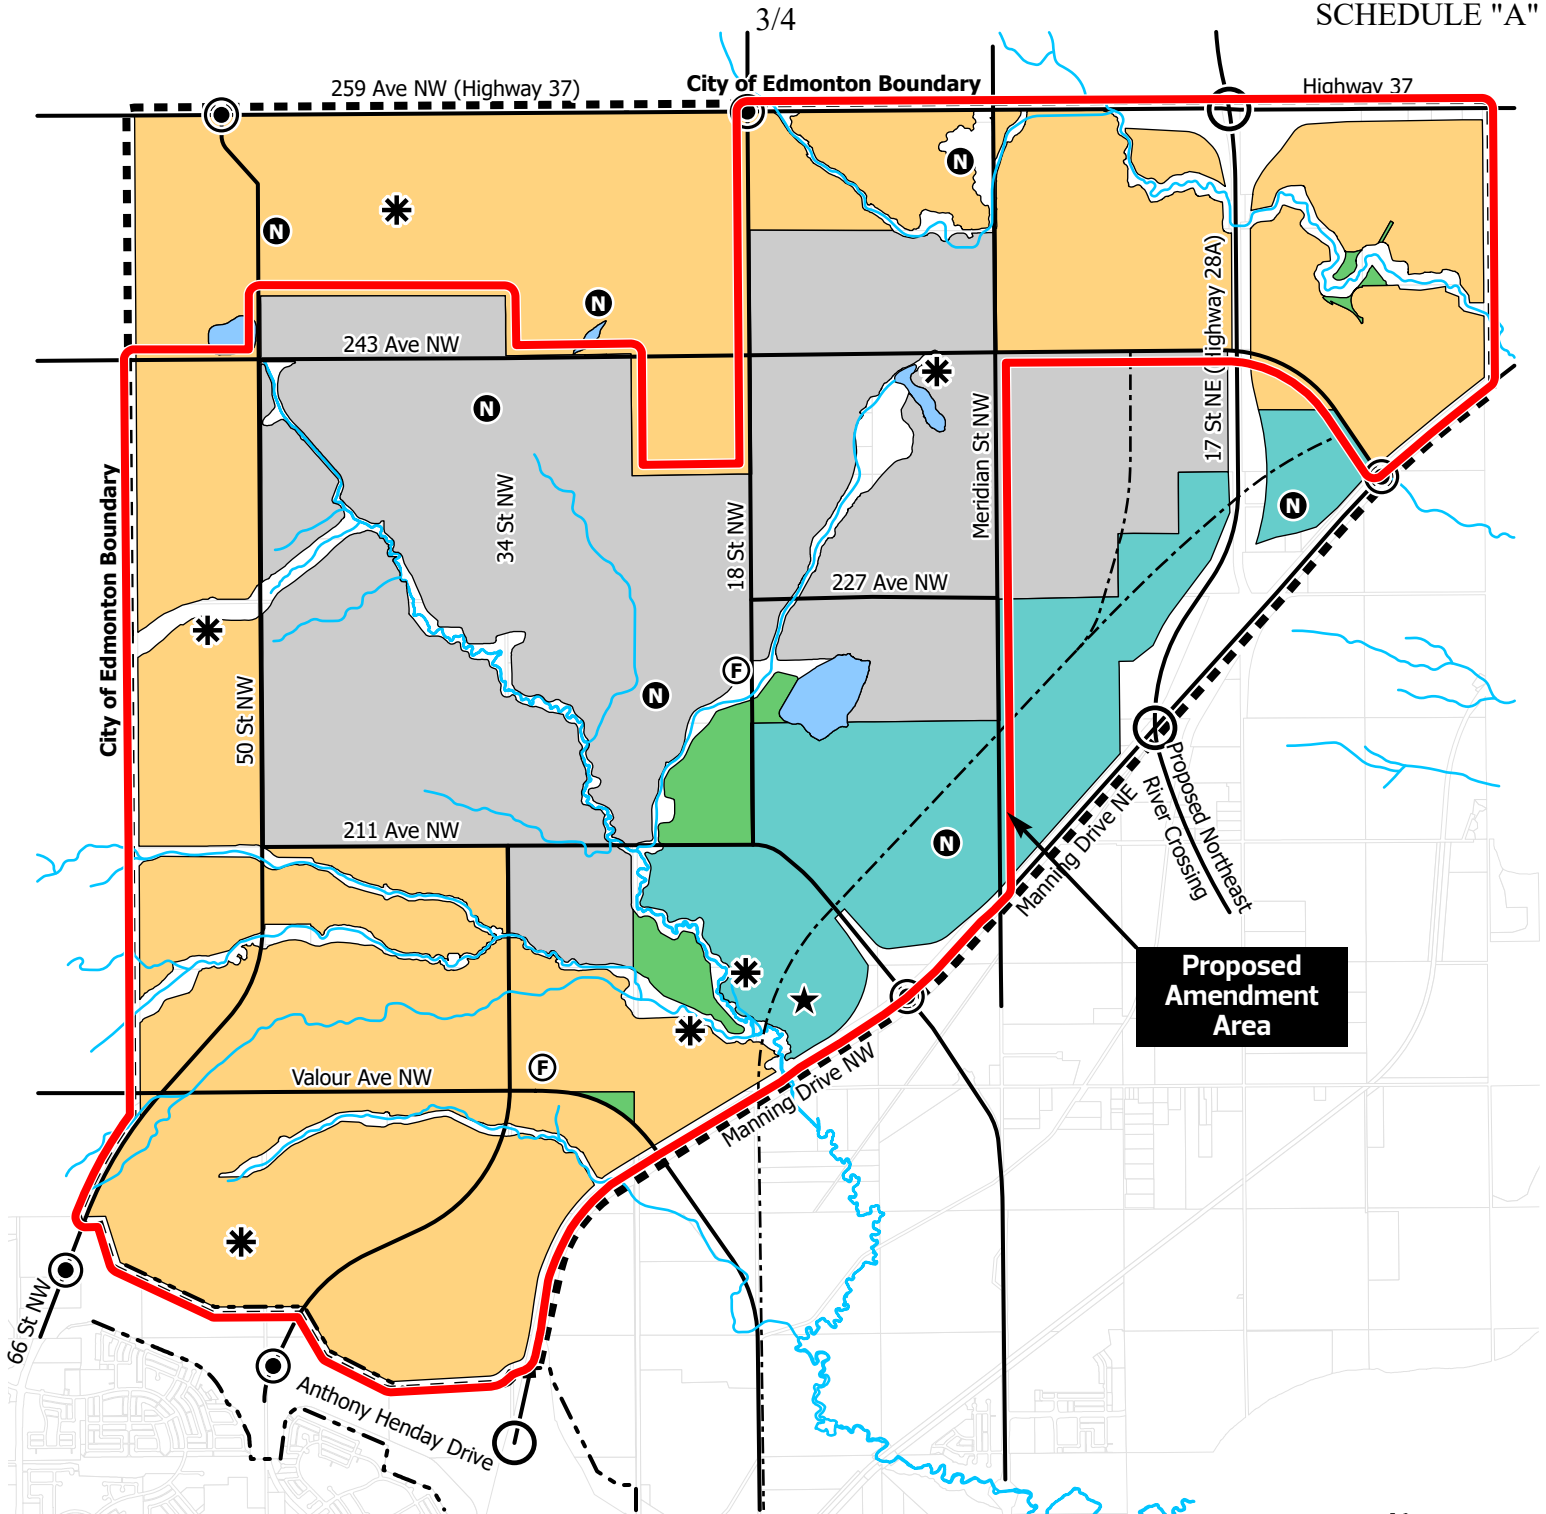 3/4
SCHEDULE "A"
259 Ave NW (Highway 37)
City of Edmonton Boundary
Highway 37
N
N
N
17 St NE (Highway 28A)
243 Ave NW
N
Meridian St NW
City of Edmonton Boundary
34 St NW
18 St NW
N
227 Ave NW
F
N
50 St NW
211 Ave NW
N
Manning Drive NE
Proposed Northeast
River Crossing
Proposed
Amendment
Area
Valour Ave NW
F
Manning Drive NW
66 St NW
Anthony Henday Drive